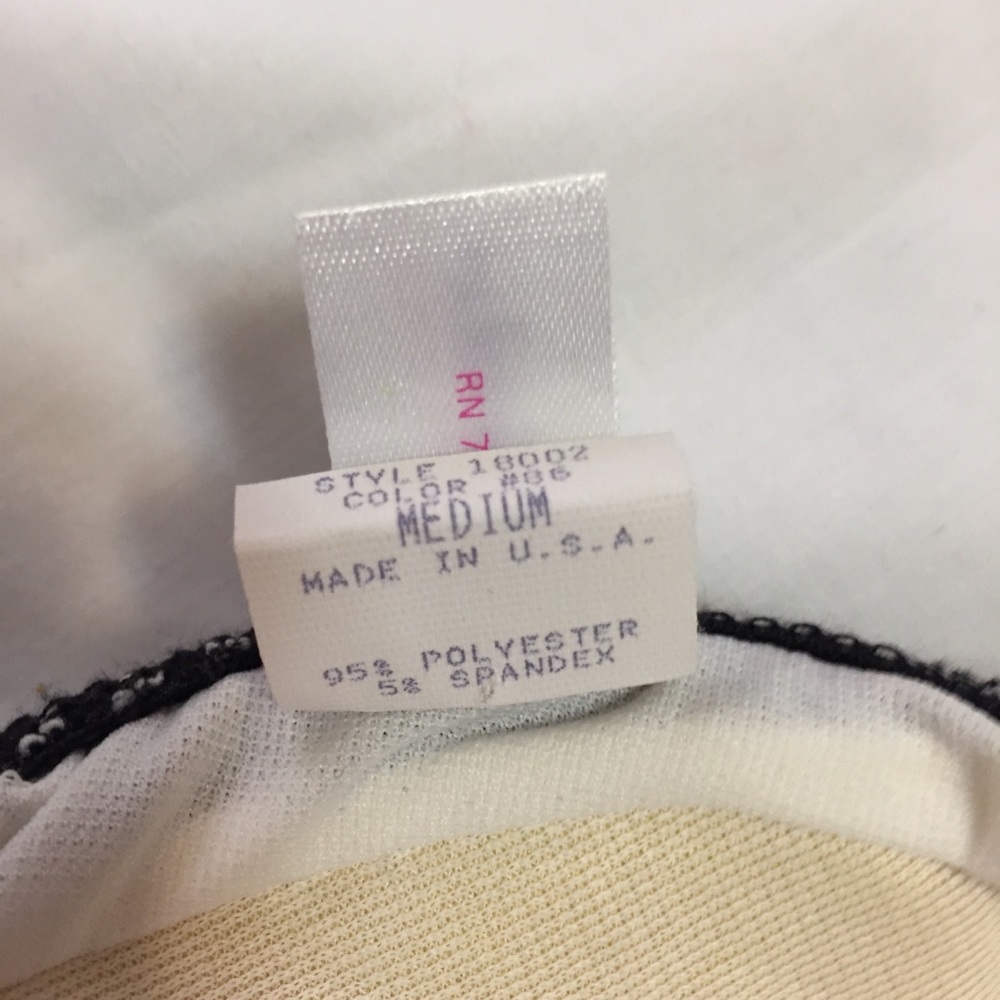 RN 7
STYLE 18002
COLOR #86
MEDIUM
MADE IN U.S.A.
95% POLYESTER
5% SPANDEX